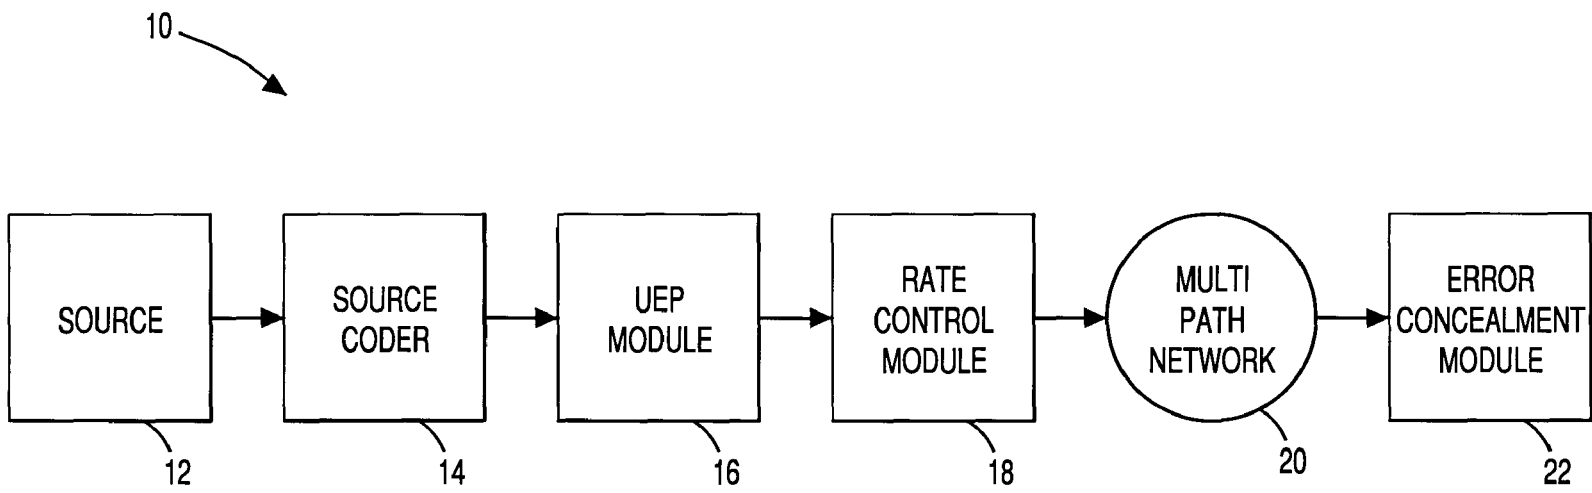 10
SOURCE
SOURCE
CODER
UEP
MODULE
RATE
CONTROL
MODULE
MULTI
PATH
NETWORK
ERROR
CONCEALMENT
MODULE
12
14
16
18
20
22